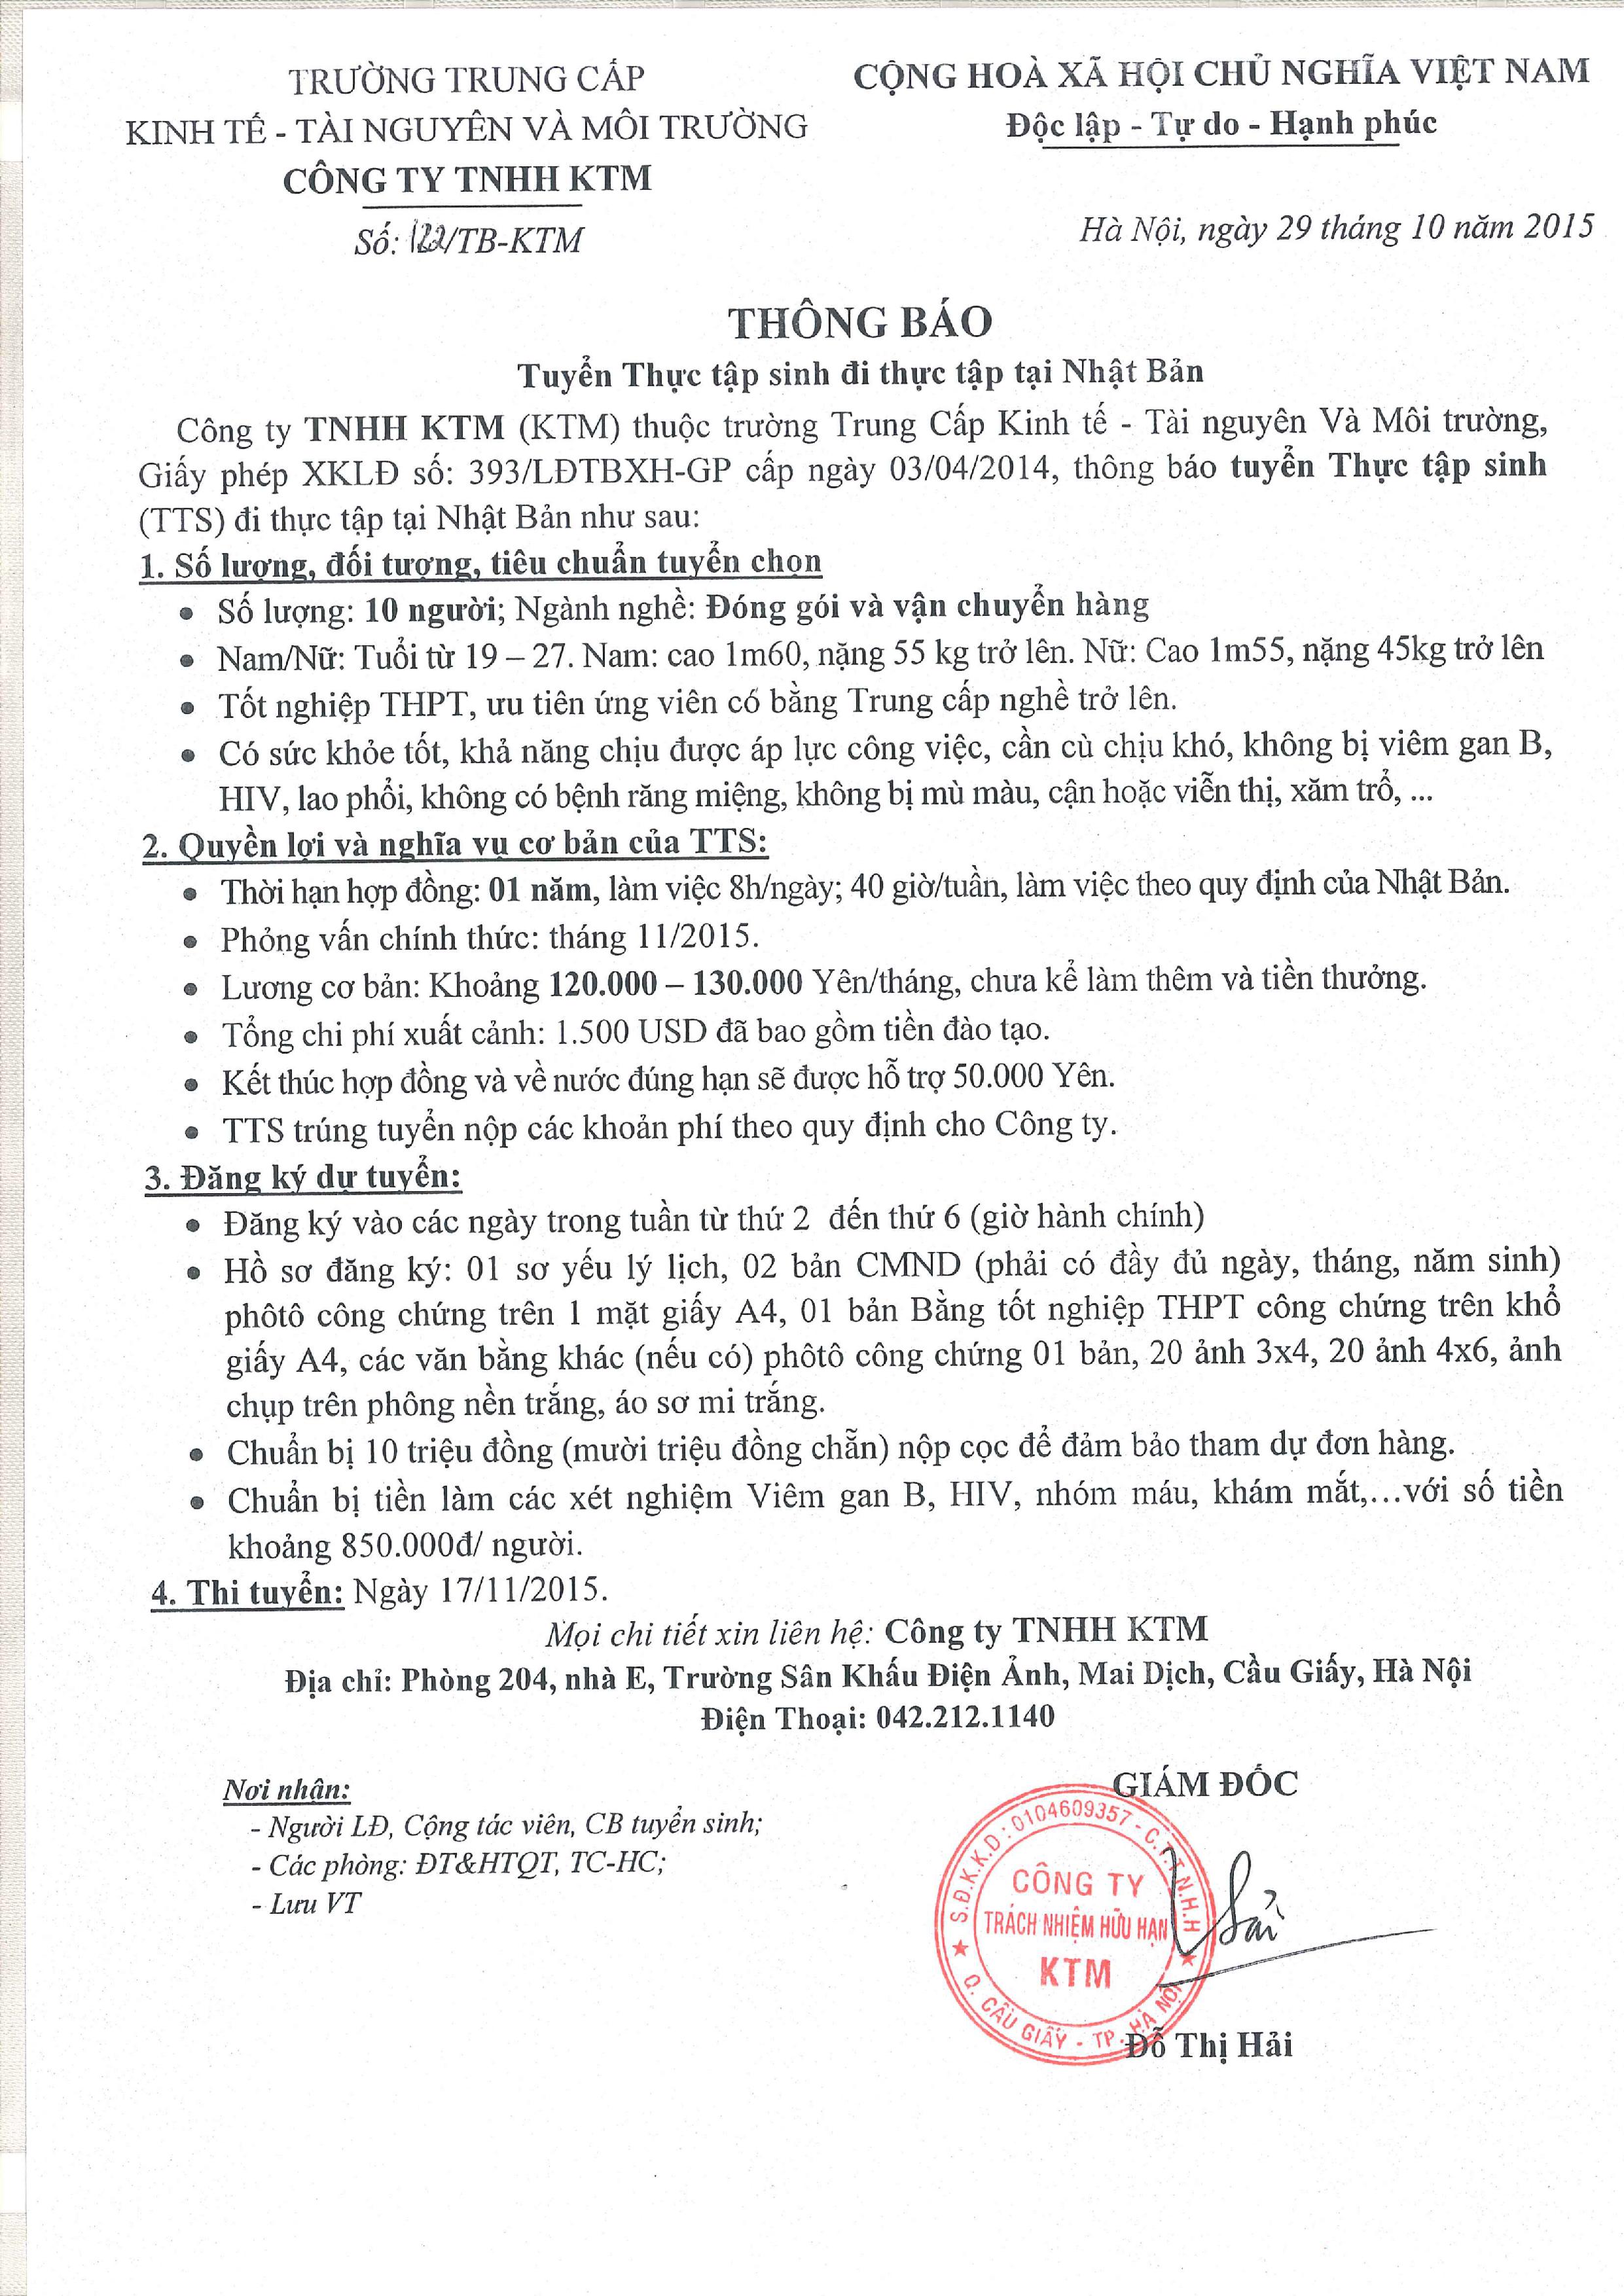 TRƯỜNG TRUNG CẤP
KINH TẾ - TÀI NGUYÊN VÀ MÔI TRƯỜNG
CÔNG TY TNHH KTM
Số: 122/TB-KTM
CỘNG HOÀ XÃ HỘI CHỦ NGHĨA VIỆT NAM
Độc lập - Tự do - Hạnh phúc
Hà Nội, ngày 29 tháng 10 năm 2015
THÔNG BÁO
Tuyển Thực tập sinh đi thực tập tại Nhật Bản
Công ty TNHH KTM (KTM) thuộc trường Trung Cấp Kinh tế - Tài nguyên Và Môi trường,
Giấy phép XKLĐ số: 393/LĐTBXH-GP cấp ngày 03/04/2014, thông báo tuyển Thực tập sinh
(TTS) đi thực tập tại Nhật Bản như sau:
1. Số lượng, đối tượng, tiêu chuẩn tuyển chọn
• Số lượng: 10 người; Ngành nghề: Đóng gói và vận chuyển hàng
• Nam/Nữ: Tuổi từ 19 – 27. Nam: cao 1m60, nặng 55 kg trở lên. Nữ: Cao 1m55, nặng 45kg trở lên
• Tốt nghiệp THPT, ưu tiên ứng viên có bằng Trung cấp nghề trở lên.
• Có sức khỏe tốt, khả năng chịu được áp lực công việc, cần cù chịu khó, không bị viêm gan B,
HIV, lao phổi, không có bệnh răng miệng, không bị mù màu, cận hoặc viễn thị, xăm trổ, ...
2. Quyền lợi và nghĩa vụ cơ bản của TTS:
• Thời hạn hợp đồng: 01 năm, làm việc 8h/ngày; 40 giờ/tuần, làm việc theo quy định của Nhật Bản.
• Phỏng vấn chính thức: tháng 11/2015.
• Lương cơ bản: Khoảng 120.000 – 130.000 Yên/tháng, chưa kể làm thêm và tiền thưởng.
• Tổng chi phí xuất cảnh: 1.500 USD đã bao gồm tiền đào tạo.
• Kết thúc hợp đồng và về nước đúng hạn sẽ được hỗ trợ 50.000 Yên.
• TTS trúng tuyển nộp các khoản phí theo quy định cho Công ty.
3. Đăng ký dự tuyển:
• Đăng ký vào các ngày trong tuần từ thứ 2 đến thứ 6 (giờ hành chính)
• Hồ sơ đăng ký: 01 sơ yếu lý lịch, 02 bản CMND (phải có đầy đủ ngày, tháng, năm sinh)
phôtô công chứng trên 1 mặt giấy A4, 01 bản Bằng tốt nghiệp THPT công chứng trên khổ
giấy A4, các văn bằng khác (nếu có) phôtô công chứng 01 bản, 20 ảnh 3x4, 20 ảnh 4x6, ảnh
chụp trên phông nền trắng, áo sơ mi trắng.
• Chuẩn bị 10 triệu đồng (mười triệu đồng chẵn) nộp cọc để đảm bảo tham dự đơn hàng.
• Chuẩn bị tiền làm các xét nghiệm Viêm gan B, HIV, nhóm máu, khám mắt,...với số tiền
khoảng 850.000đ/ người.
4. Thi tuyển: Ngày 17/11/2015.
Mọi chi tiết xin liên hệ: Công ty TNHH KTM
Địa chỉ: Phòng 204, nhà E, Trường Sân Khấu Điện Ảnh, Mai Dịch, Cầu Giấy, Hà Nội
Điện Thoại: 042.212.1140
Nơi nhận:
- Người LĐ, Cộng tác viên, CB tuyển sinh;
- Các phòng: ĐT&HTQT, TC-HC;
- Lưu VT
GIÁM ĐỐC
S.Đ.K.K.D: 0104609357 - C.T.T.N.H.H
CÔNG TY
TRÁCH NHIỆM HỮU HẠN
KTM
Q. CẦU GIẤY - TP. HÀ NỘI
Hải
Đỗ Thị Hải